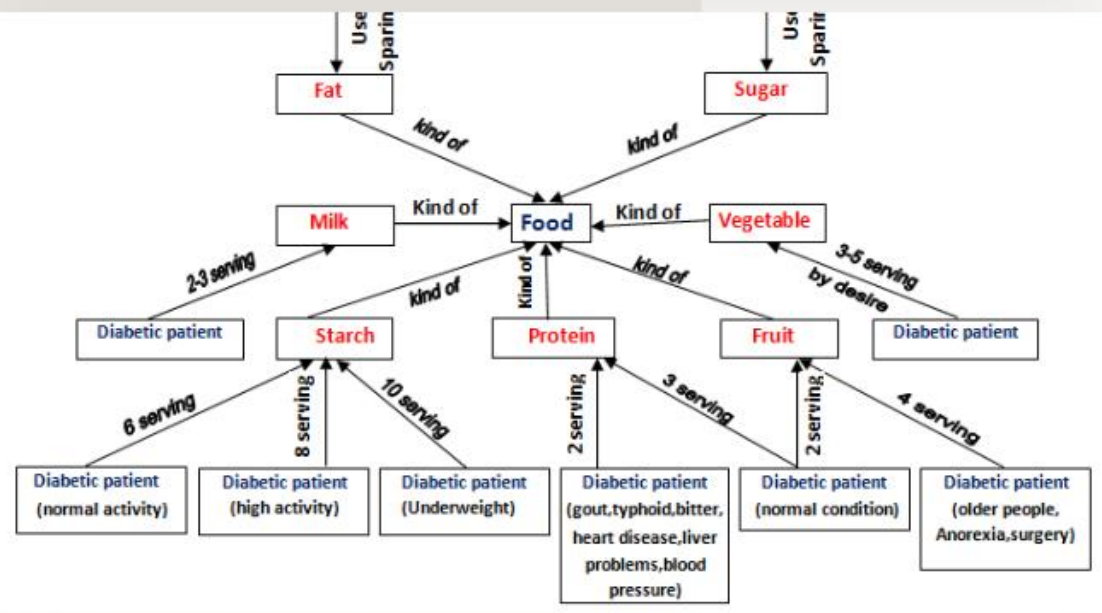 Use
Sparin
Use
Sparin
Fat
Sugar
kind of
kind of
Milk
Kind of
Food
Kind of
Vegetable
2-3 serving
kind of
Kind of
kind of
3-5 serving
by desire
Diabetic patient
Starch
Protein
Fruit
Diabetic patient
6 serving
8 serving
10 serving
2 serving
3 serving
2 serving
4 serving
Diabetic patient
(normal activity)
Diabetic patient
(high activity)
Diabetic patient
(Underweight)
Diabetic patient
(gout,typhoid,bitter,
heart disease,liver
problems,blood
pressure)
Diabetic patient
(normal condition)
Diabetic patient
(older people,
Anorexia,surgery)